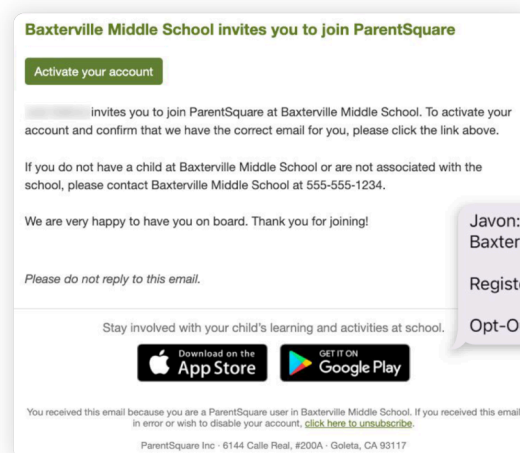 Baxterville Middle School invites you to join ParentSquare
Activate your account
invites you to join ParentSquare at Baxterville Middle School. To activate your
account and confirm that we have the correct email for you, please click the link above.
If you do not have a child at Baxterville Middle School or are not associated with the
school, please contact Baxterville Middle School at 555-555-1234.
We are very happy to have you on board. Thank you for joining!
Please do not reply to this email.
Javon:
Baxter
Registe
Opt-O
Stay involved with your child's learning and activities at school.
Download on the
App Store
GET IT ON
Google Play
You received this email because you are a ParentSquare user in Baxterville Middle School. If you received this email
in error or wish to disable your account, click here to unsubscribe.
ParentSquare Inc · 6144 Calle Real, #200A · Goleta, CA 93117